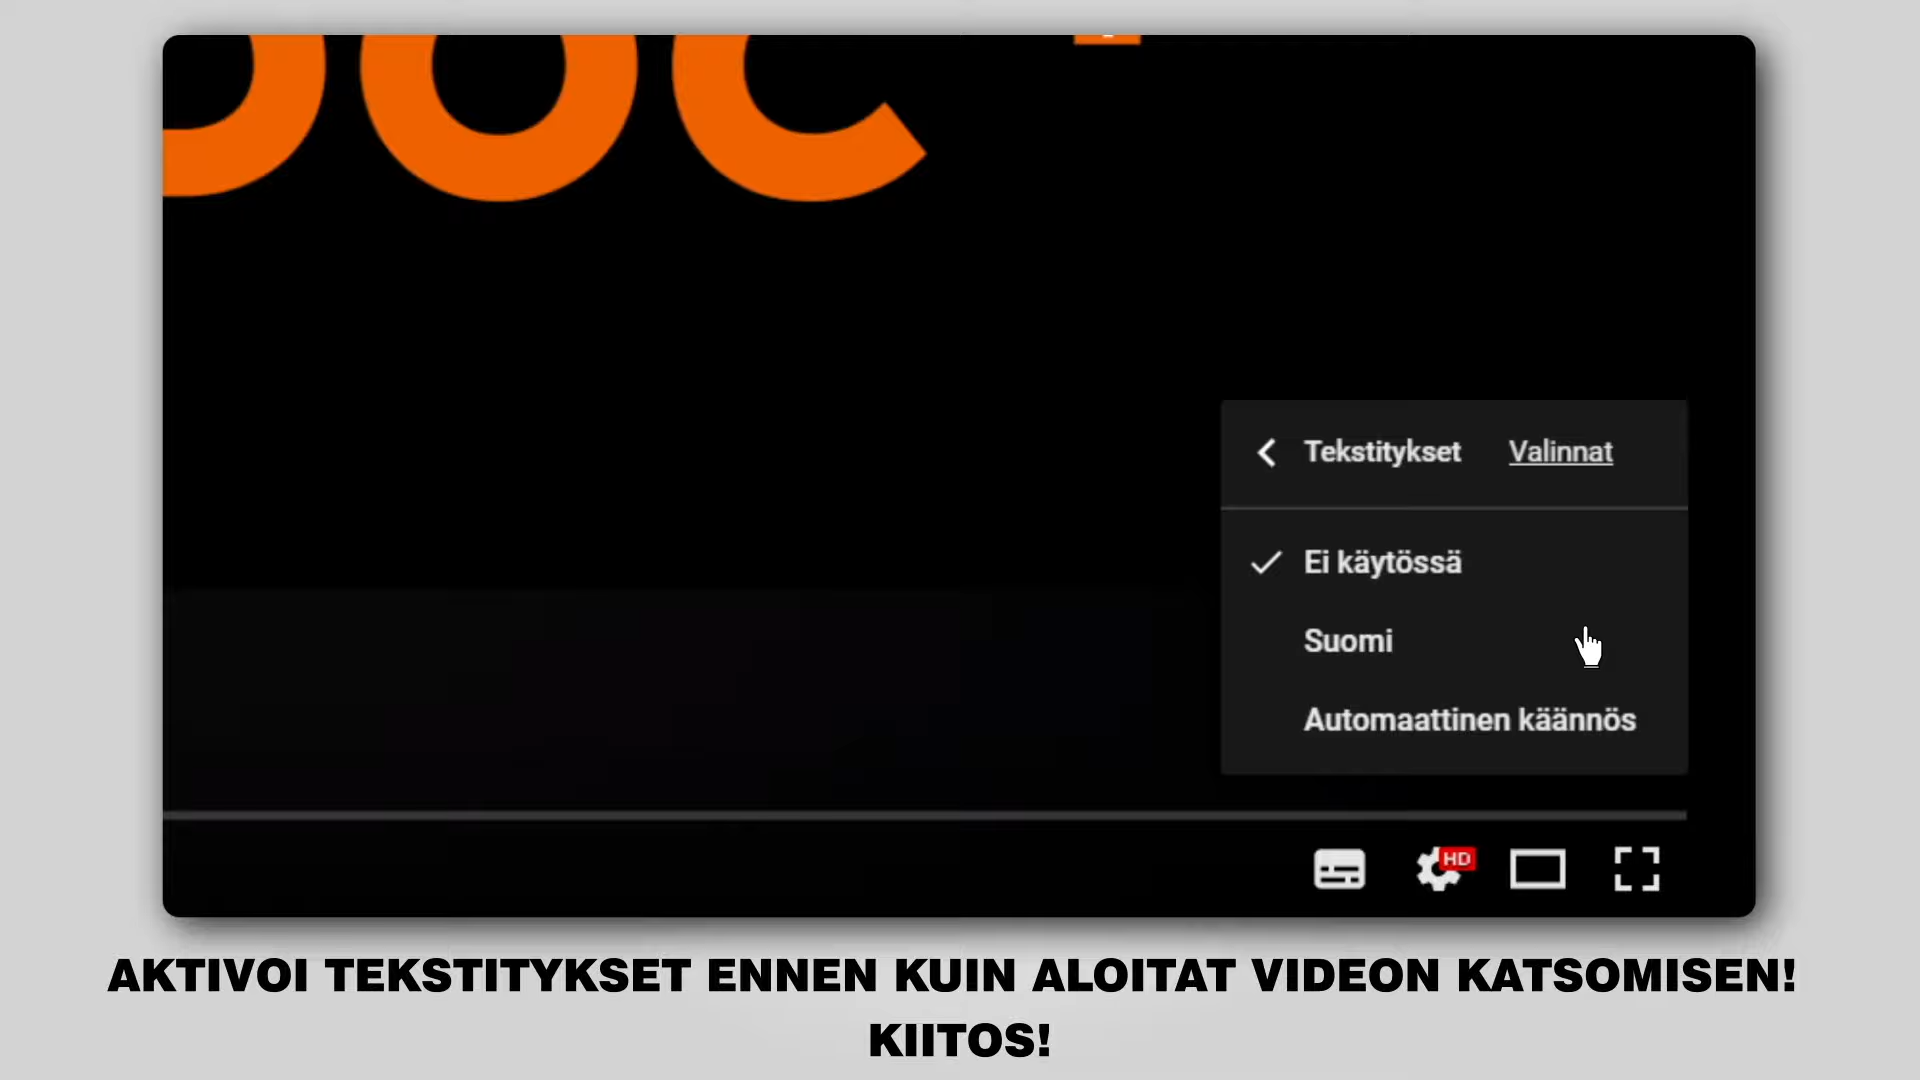 Tekstitykset Valinnat
Ei käytössä
Suomi
Automaattinen käännös
HD
AKTIVOI TEKSTITYKSET ENNEN KUIN ALOITAT VIDEON KATSOMISEN!
KIITOS!